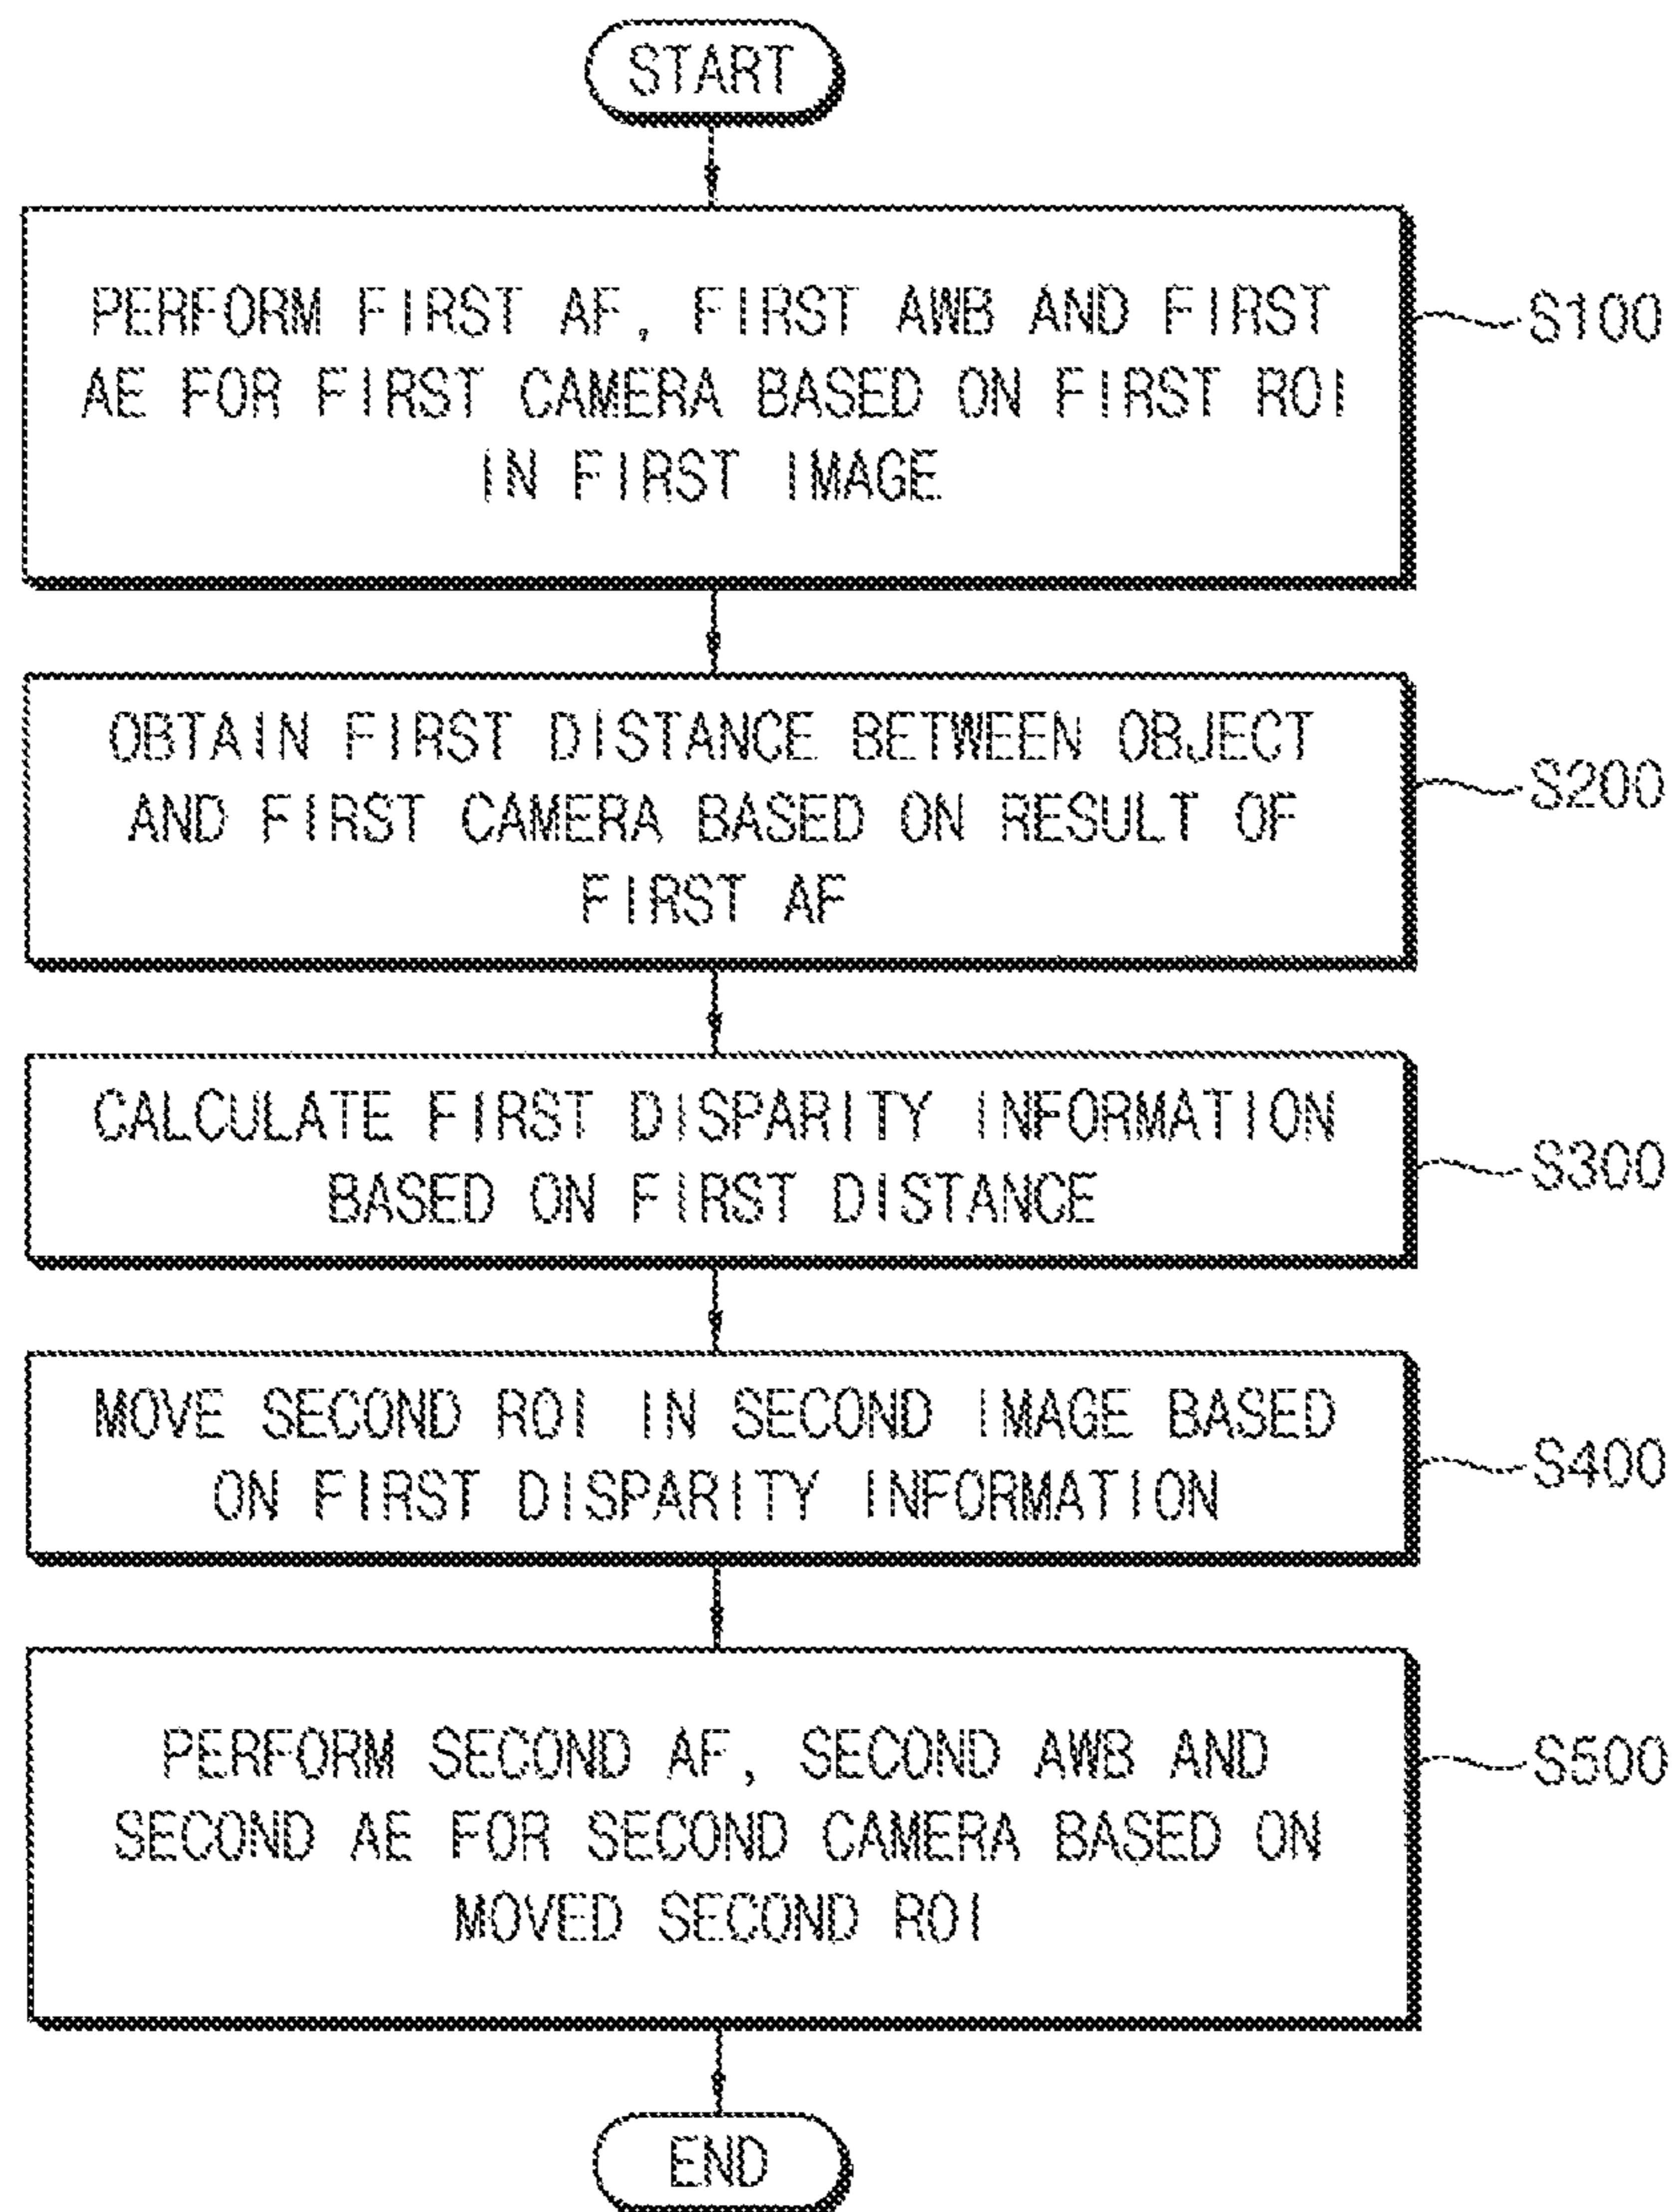 START
PERFORM FIRST AF, FIRST AWB AND FIRST
AE FOR FIRST CAMERA BASED ON FIRST ROI
IN FIRST IMAGE
S100
OBTAIN FIRST DISTANCE BETWEEN OBJECT
AND FIRST CAMERA BASED ON RESULT OF
FIRST AF
S200
CALCULATE FIRST DISPARITY INFORMATION
BASED ON FIRST DISTANCE
S300
MOVE SECOND ROI IN SECOND IMAGE BASED
ON FIRST DISPARITY INFORMATION
S400
PERFORM SECOND AF, SECOND AWB AND
SECOND AE FOR SECOND CAMERA BASED ON
MOVED SECOND ROI
S500
END